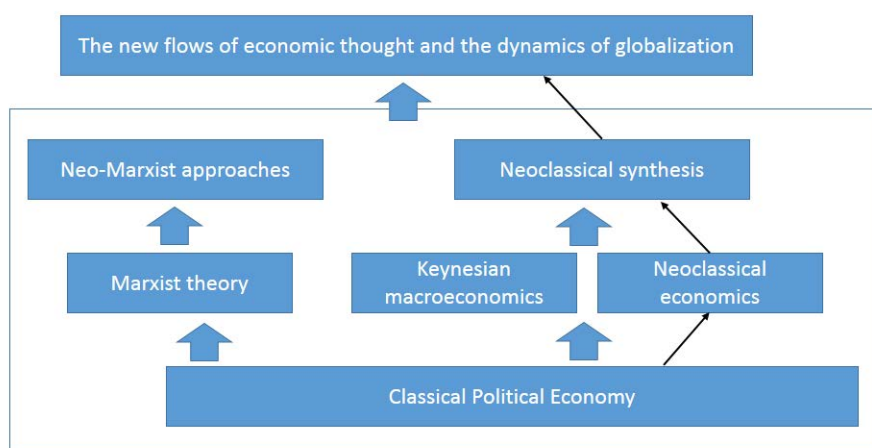 The new flows of economic thought and the dynamics of globalization
Neo-Marxist approaches
Neoclassical synthesis
Marxist theory
Keynesian
macroeconomics
Neoclassical
economics
Classical Political Economy